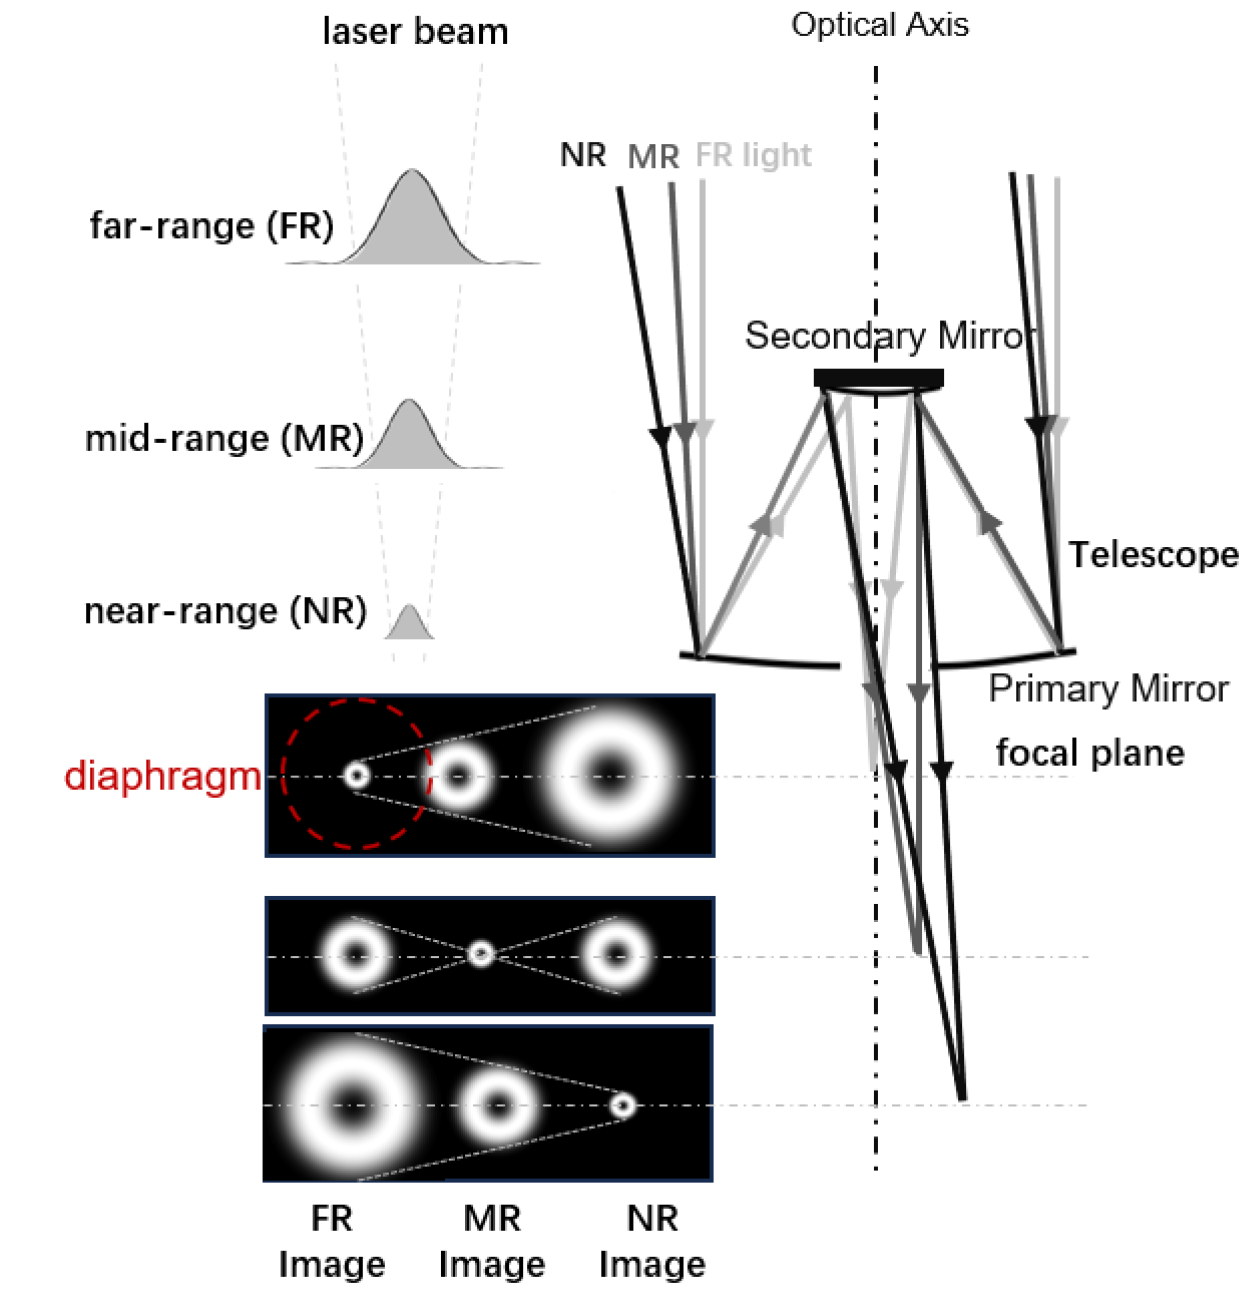 laser beam
Optical Axis
NR MR FR light
far-range (FR)
Secondary Mirror
mid-range (MR)
Telescope
near-range (NR)
Primary Mirror
focal plane
diaphragm
FR
Image
MR
Image
NR
Image